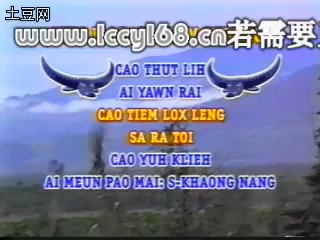 土豆网
www.lccyl68.cn若需要
CAO THUT LIH
AI YAWN RAI
CAO TIEM LOX LENG
SA RA TOI
CAO YUH KLIEH
AI MEUN PAO MAI: S-KHAONG NANG